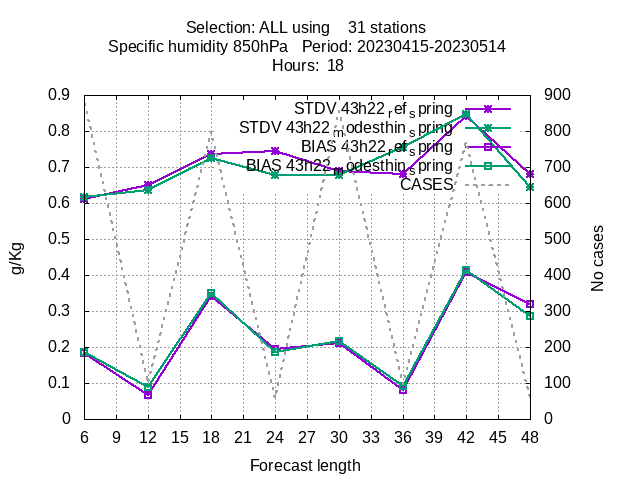 Selection: ALL using    31 stations
Specific humidity 850hPa   Period: 20230415-20230514
Hours: 18
0.9 900
STDV 43h22_ref_spring
STDV 43h22_modesthin_spring
0.8 800
BIAS 43h22_ref_spring
BIAS 43h22_modesthin_spring
0.7 700
CASES
0.6 600
0.5 500
0.4 400
0.3 300
0.2 200
0.1 100
0 0
g/Kg
No cases
6 9 12 15 18 21 24 27 30 33 36 39 42 45 48
Forecast length